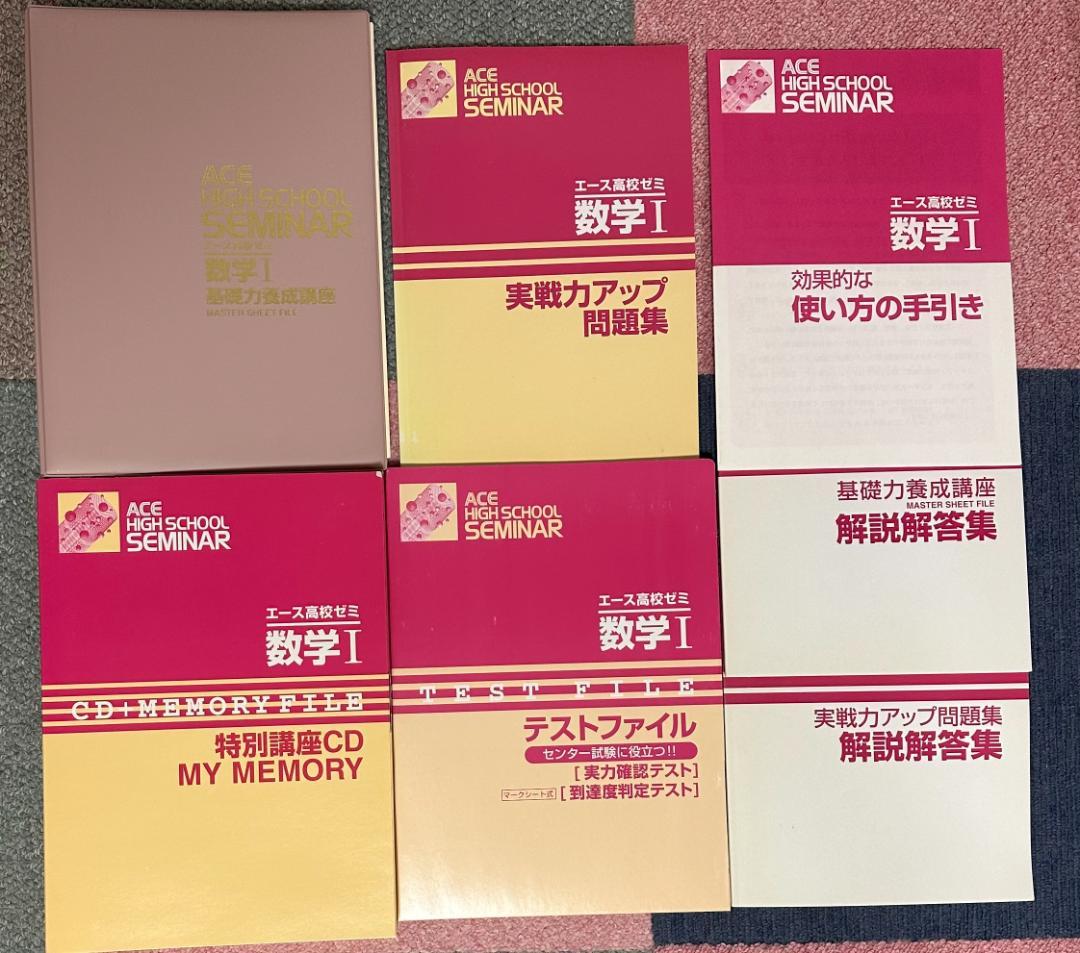 ACE
HIGH SCHOOL
SEMINAR
エース高校ゼミ
数学I
基礎力養成講座
MASTER SHEET FILE
ACE
HIGH SCHOOL
SEMINAR
エース高校ゼミ
数学I
実戦力アップ
問題集
ACE
HIGH SCHOOL
SEMINAR
エース高校ゼミ
数学I
効果的な
使い方の手引き
ACE
HIGH SCHOOL
SEMINAR
エース高校ゼミ
数学I
CD+MEMORY FILE
特別講座CD
MY MEMORY
ACE
HIGH SCHOOL
SEMINAR
エース高校ゼミ
数学I
TEST FILE
テストファイル
センター試験に役立つ!!
[実力確認テスト]
マークシート式 [到達度判定テスト]
基礎力養成講座
MASTER SHEET FILE
解説解答集
実戦力アップ問題集
解説解答集